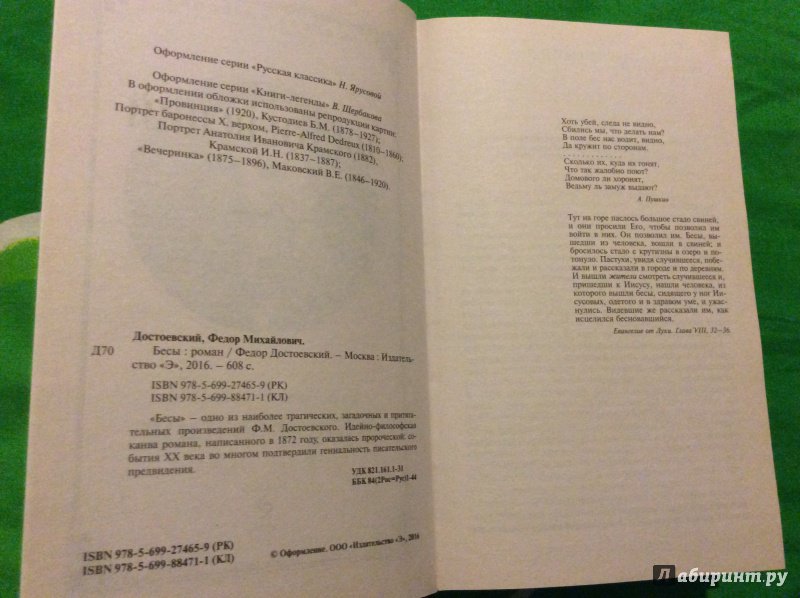 Оформление серии «Русская классика» Н. Ярусовой
Оформление серии «Книги-легенды» В. Щербакова
В оформлении обложки использованы репродукции картин:
«Провинция» (1920), Кустодиев Б.М. (1878–1927);
Портрет баронессы Х. верхом, Pierre-Alfred Dedreux (1810–1860);
Портрет Анатолия Ивановича Крамского (1882),
Крамской И.Н. (1837–1887);
«Вечеринка» (1875–1896), Маковский В.Е. (1846–1920).
Достоевский, Федор Михайлович.
Д70 Бесы : роман / Федор Достоевский. – Москва : Издатель-
ство «Э», 2016. – 608 с.
ISBN 978-5-699-27465-9 (РК)
ISBN 978-5-699-88471-1 (КЛ)
«Бесы» – одно из наиболее трагических, загадочных и притяга-
тельных произведений Ф.М. Достоевского. Идейно-философская
канва романа, написанного в 1872 году, оказалась пророческой: со-
бытия XX века во многом подтвердили гениальность писательского
предвидения.
УДК 821.161.1-31
ББК 84(2Рос=Рус)1-44
ISBN 978-5-699-27465-9 (РК)
ISBN 978-5-699-88471-1 (КЛ)
© Оформление. ООО «Издательство «Э», 2016
Хоть убей, следа не видно,
Сбились мы, что делать нам?
В поле бес нас водит, видно,
Да кружит по сторонам.
. . . . . . . . . . . . .
Сколько их, куда их гонят,
Что так жалобно поют?
Домового ли хоронят,
Ведьму ль замуж выдают?
А. Пушкин
Тут на горе паслось большое стадо свиней,
и они просили Его, чтобы позволил им
войти в них. Он позволил им. Бесы, вы-
шедши из человека, вошли в свиней; и
бросилось стадо с крутизны в озеро и по-
тонуло. Пастухи, увидя случившееся, побе-
жали и рассказали в городе и по деревням.
И вышли жители смотреть случившееся и,
пришедши к Иисусу, нашли человека, из
которого вышли бесы, сидящего у ног Ии-
сусовых, одетого и в здравом уме, и ужас-
нулись. Видевшие же рассказали им, как
исцелился бесновавшийся.
Евангелие от Луки. Глава VIII, 32–36.
Лабиринт.ру